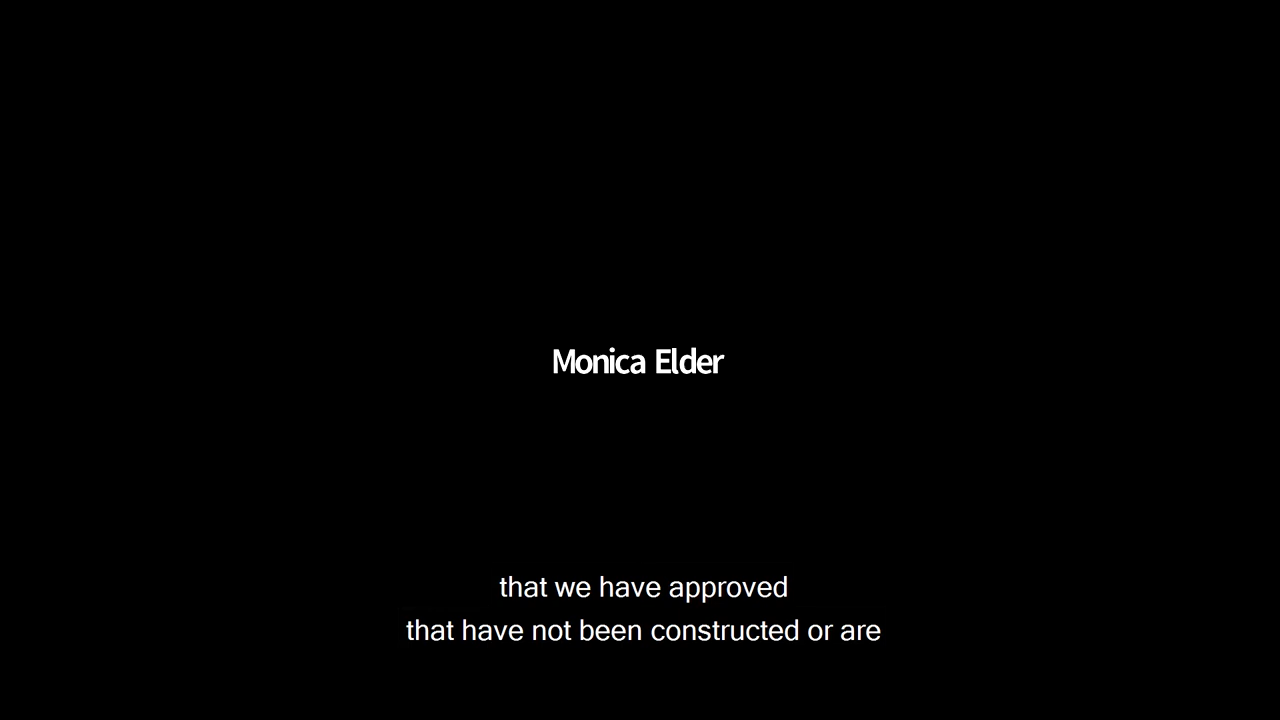 Monica Elder
that we have approved
that have not been constructed or are